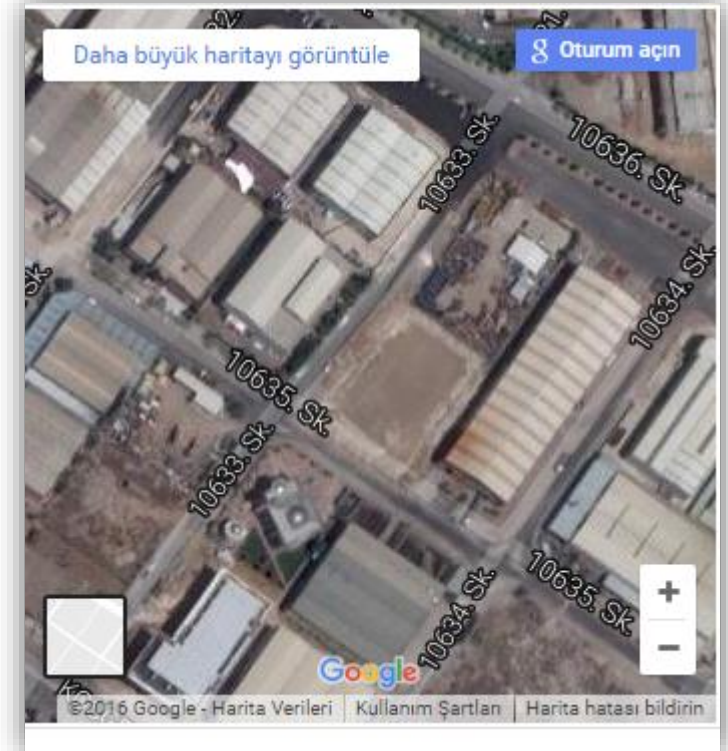 Daha büyük haritayı görüntüle
Oturum açın
10633. Sk.
10636. Sk.
10634. Sk.
Sk.
10635. Sk.
10633. Sk.
10634. Sk.
10635. Sk.
+
−
Google
©2016 Google - Harita Verileri
Kullanım Şartları
Harita hatası bildirin